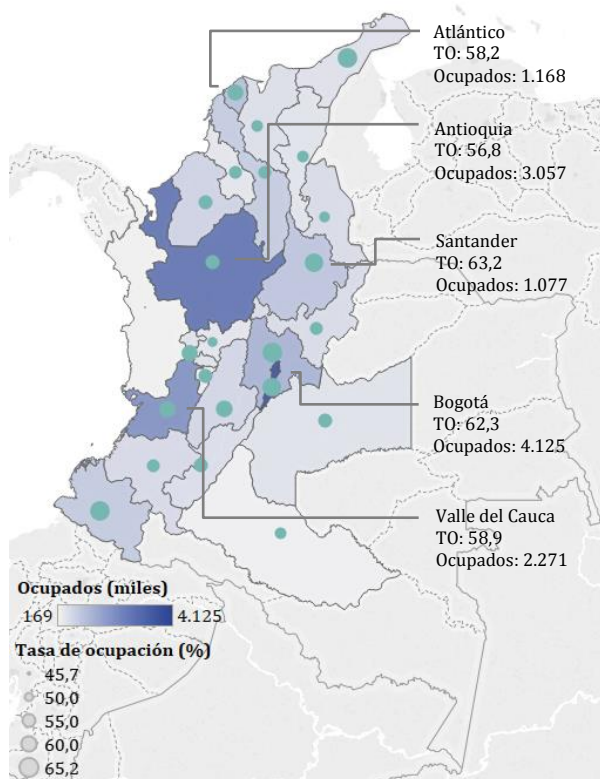 Atlántico
TO: 58,2
Ocupados: 1.168
Antioquia
TO: 56,8
Ocupados: 3.057
Santander
TO: 63,2
Ocupados: 1.077
Bogotá
TO: 62,3
Ocupados: 4.125
Valle del Cauca
TO: 58,9
Ocupados: 2.271
Ocupados (miles)
169 4.125
Tasa de ocupación (%)
45,7
50,0
55,0
60,0
65,2